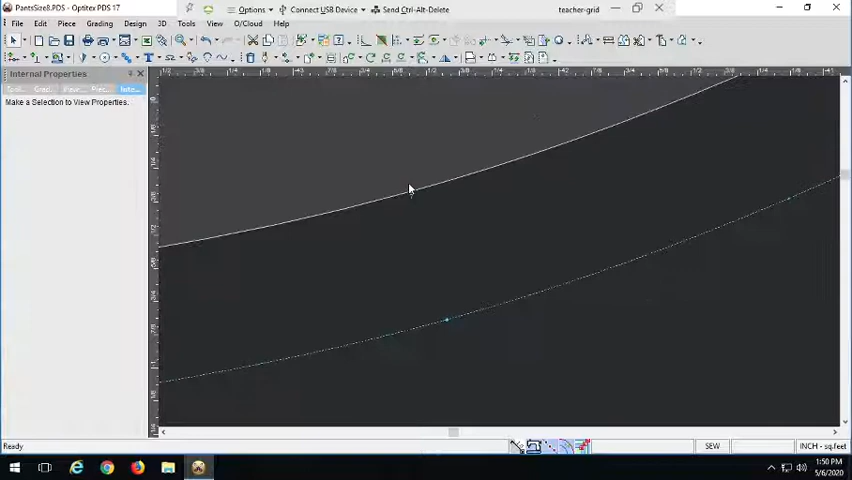 PantsSize8.PDS - Optitex PDS 17
Options
Connect USB Device
Send Ctrl-Alt-Delete
teacher-grid
File Edit Piece Grading Design 3D Tools View O/Cloud Help
Internal Properties
Make a Selection to View Properties.
Ready
SEW
INCH - sq.feet
1:50 PM
5/6/2020